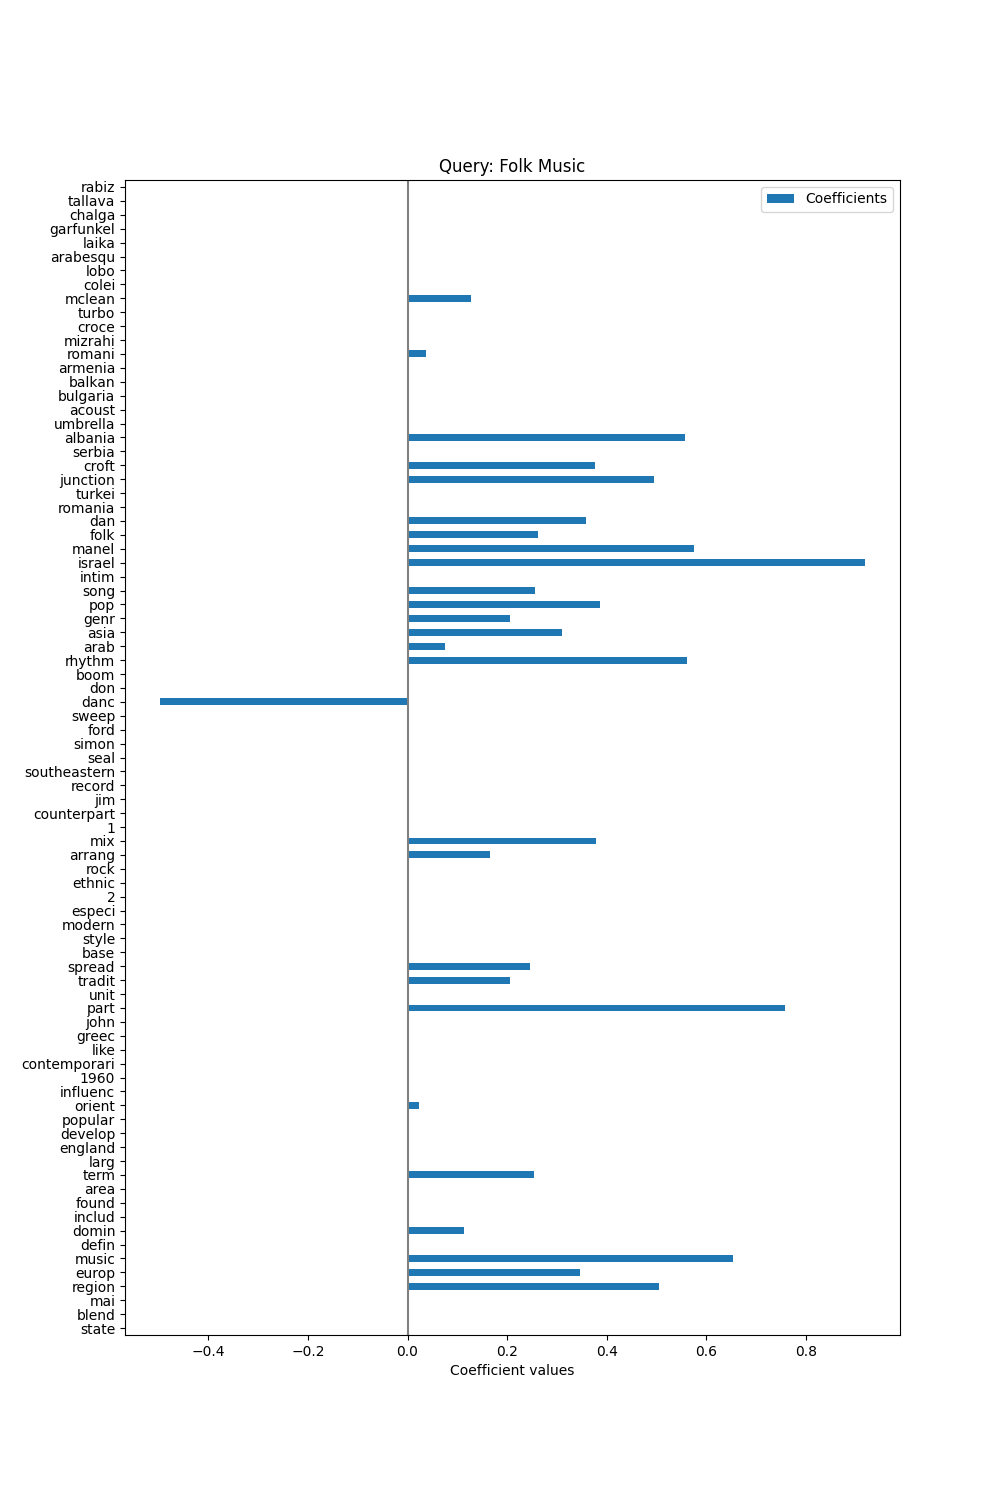 Query: Folk Music
Coefficients
rabiz
tallava
chalga
garfunkel
laika
arabesqu
lobo
colei
mclean
turbo
croce
mizrahi
romani
armenia
balkan
bulgaria
acoust
umbrella
albania
serbia
croft
junction
turkei
romania
dan
folk
manel
israel
intim
song
pop
genr
asia
arab
rhythm
boom
don
danc
sweep
ford
simon
seal
southeastern
record
jim
counterpart
1
mix
arrang
rock
ethnic
2
especi
modern
style
base
spread
tradit
unit
part
john
greec
like
contemporari
1960
influenc
orient
popular
develop
england
larg
term
area
found
includ
domin
defin
music
europ
region
mai
blend
state
−0.4 −0.2 0.0 0.2 0.4 0.6 0.8
Coefficient values